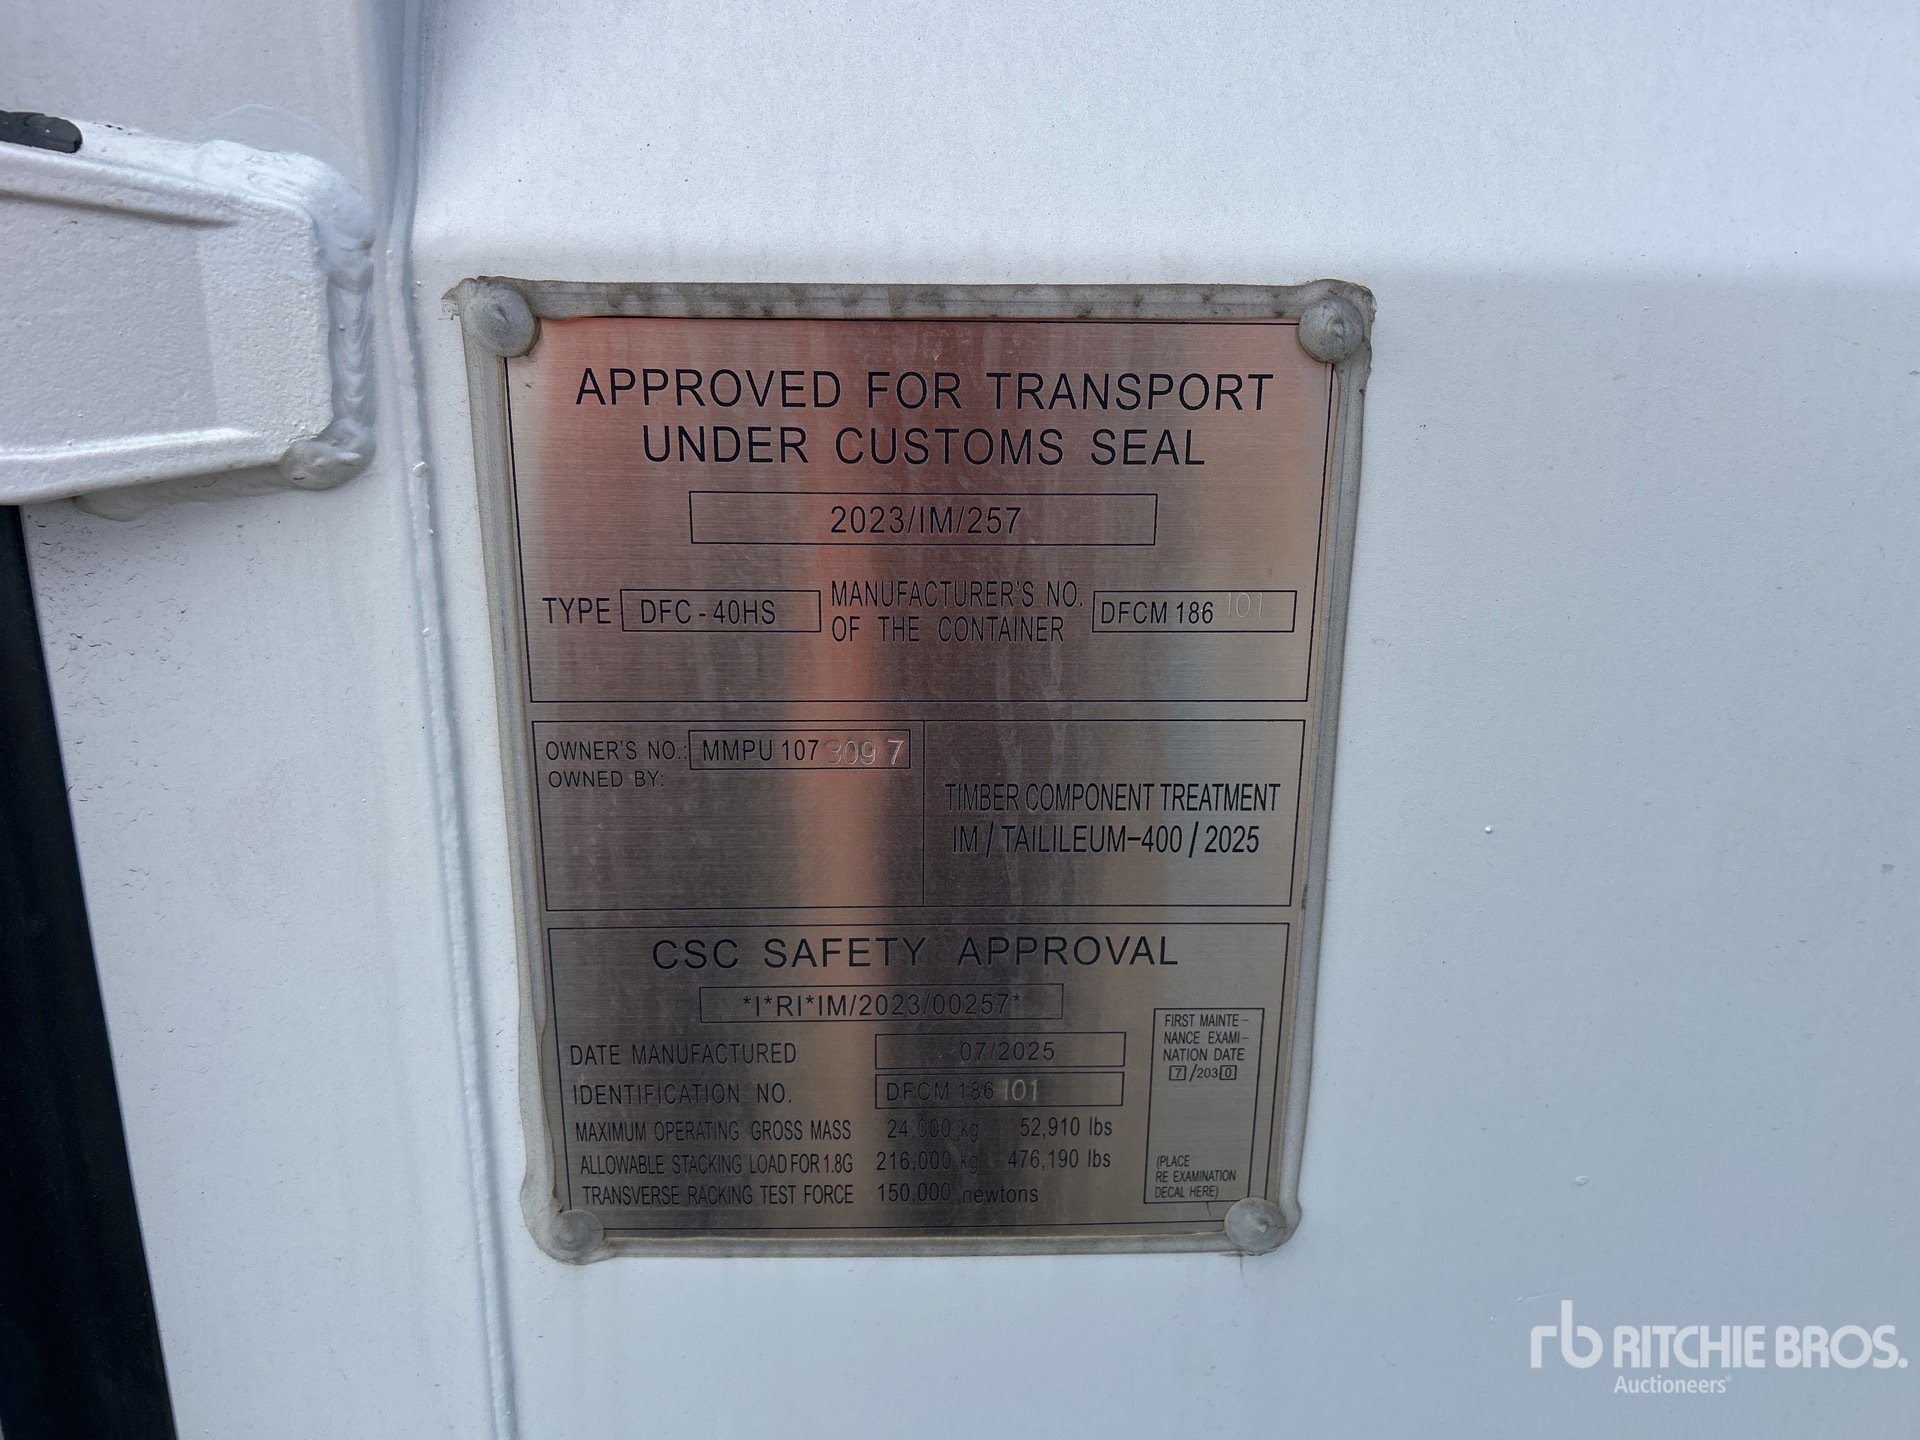 APPROVED FOR TRANSPORT
UNDER CUSTOMS SEAL
2023/IM/257
TYPE DFC-40HS
MANUFACTURER'S NO.
OF THE CONTAINER
DFCM 186 101
OWNER'S NO.: MMPU 107 309 7
OWNED BY:
TIMBER COMPONENT TREATMENT
IM / TAILILEUM-400 / 2025
CSC SAFETY APPROVAL
*I*RI*IM/2023/00257*
DATE MANUFACTURED 07/2025
IDENTIFICATION NO. DFCM 186 101
MAXIMUM OPERATING GROSS MASS 24,000 kg 52,910 lbs
ALLOWABLE STACKING LOAD FOR 1.8G 216,000 kg 476,190 lbs
TRANSVERSE RACKING TEST FORCE 150,000 newtons
FIRST MAINTE-
NANCE EXAMI-
NATION DATE
7/2030
(PLACE
RE EXAMINATION
DECAL HERE)
rb RITCHIE BROS.
Auctioneers